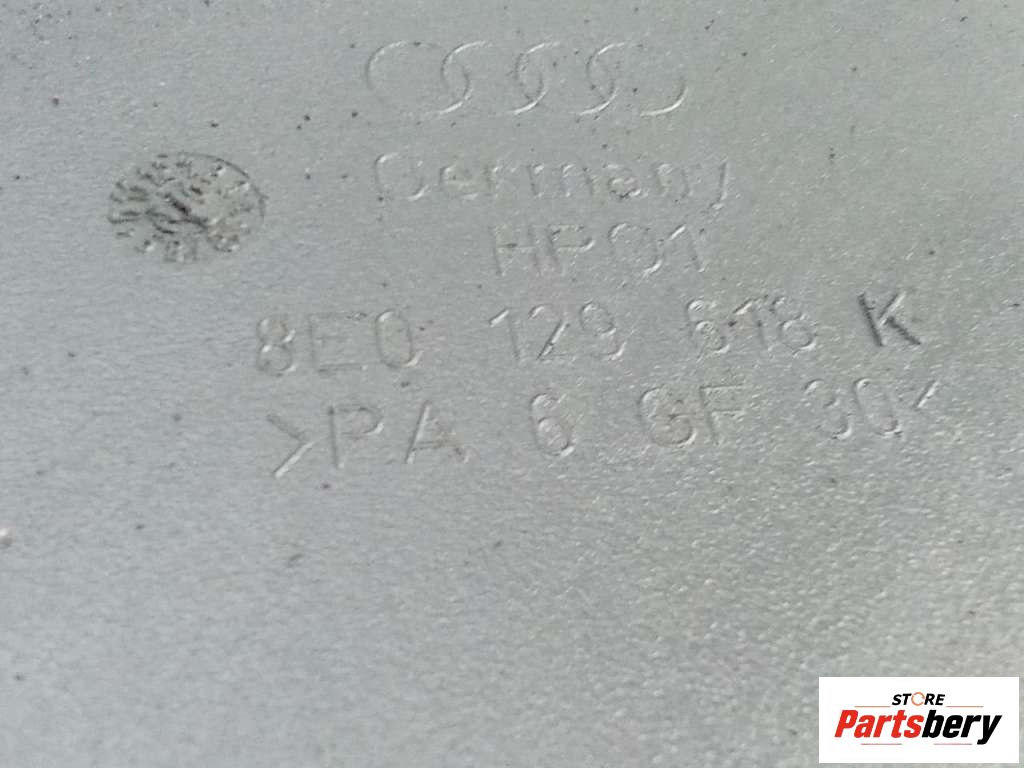 Germany
HP01
8E0 129 618 K
>PA 6 GF 30<
STORE
Partsbery